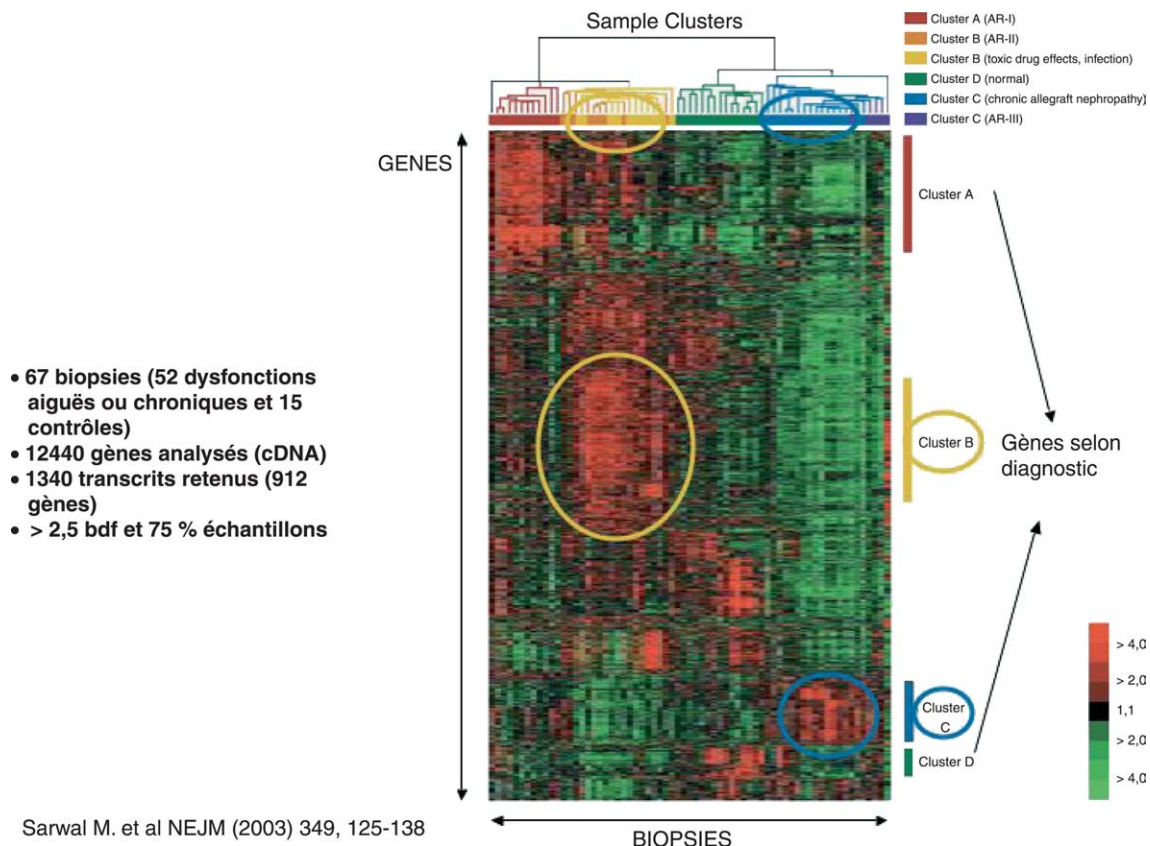 Sample Clusters
Cluster A (AR-I)
Cluster B (AR-II)
Cluster B (toxic drug effects, infection)
Cluster D (normal)
Cluster C (chronic allegraft nephropathy)
Cluster C (AR-III)
GENES
Cluster A
• 67 biopsies (52 dysfonctions
aiguës ou chroniques et 15
contrôles)
• 12440 gènes analysés (cDNA)
• 1340 transcrits retenus (912
gènes)
• > 2,5 bdf et 75 % échantillons
Cluster B
Gènes selon
diagnostic
Cluster
C
Cluster D
> 4,0
> 2,0
1,1
> 2,0
> 4,0
Sarwal M. et al NEJM (2003) 349, 125-138
BIOPSIES